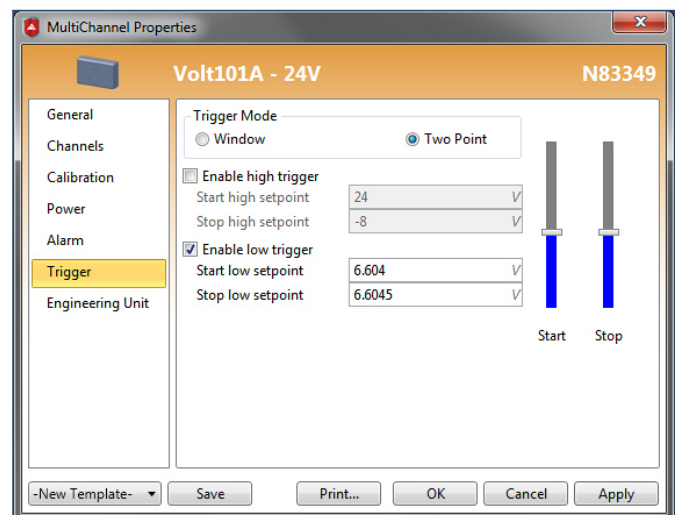 MultiChannel Properties
Volt101A - 24V N83349
General
Channels
Calibration
Power
Alarm
Trigger
Engineering Unit
Trigger Mode
Window Two Point
Enable high trigger
Start high setpoint 24 V
Stop high setpoint -8 V
Enable low trigger
Start low setpoint 6.604 V
Stop low setpoint 6.6045 V
Start Stop
-New Template- Save Print... OK Cancel Apply